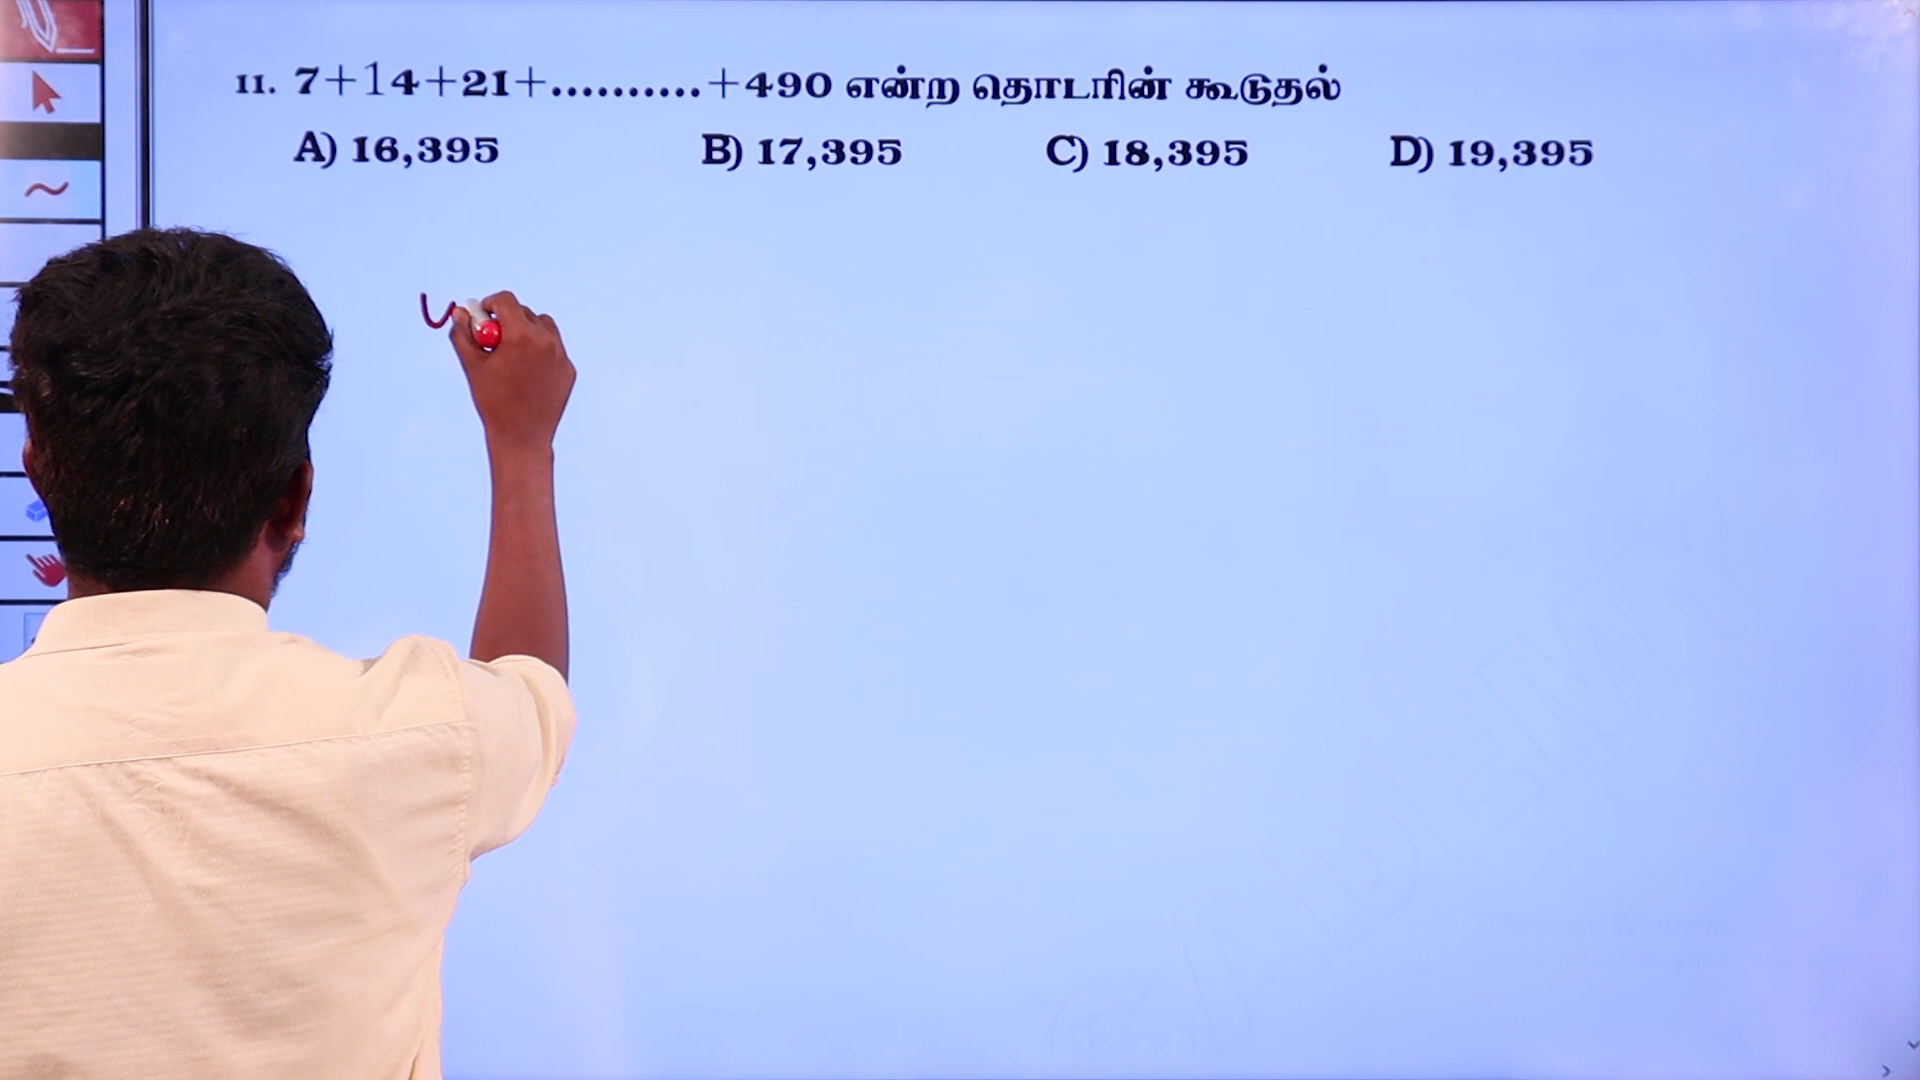 11. 7+14+21+..........+490 என்ற தொடரின் கூடுதல்
A) 16,395 B) 17,395 C) 18,395 D) 19,395